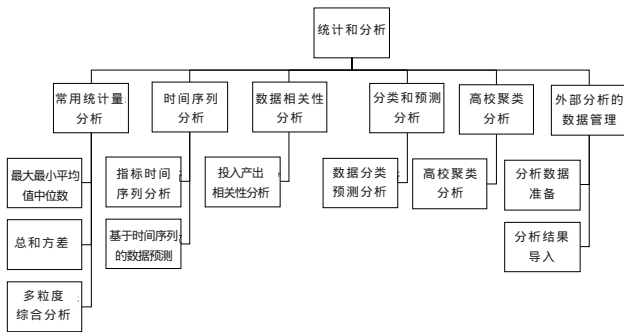 统计和分析
常用统计量
分析
时间序列
分析
数据相关性
分析
分类和预测
分析
高校聚类
分析
外部分析的
数据管理
最大最小平均
值中位数
总和方差
多粒度
综合分析
指标时间
序列分析
基于时间序列
的数据预测
投入产出
相关性分析
数据分类
预测分析
高校聚类
分析
分析数据
准备
分析结果
导入